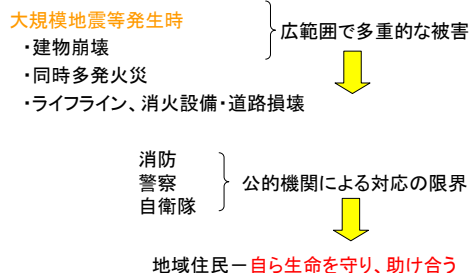 大規模地震等発生時
・建物崩壊
・同時多発火災
・ライフライン、消火設備・道路損壊
広範囲で多重的な被害
消防
警察
自衛隊
公的機関による対応の限界
地域住民－自ら生命を守り、助け合う